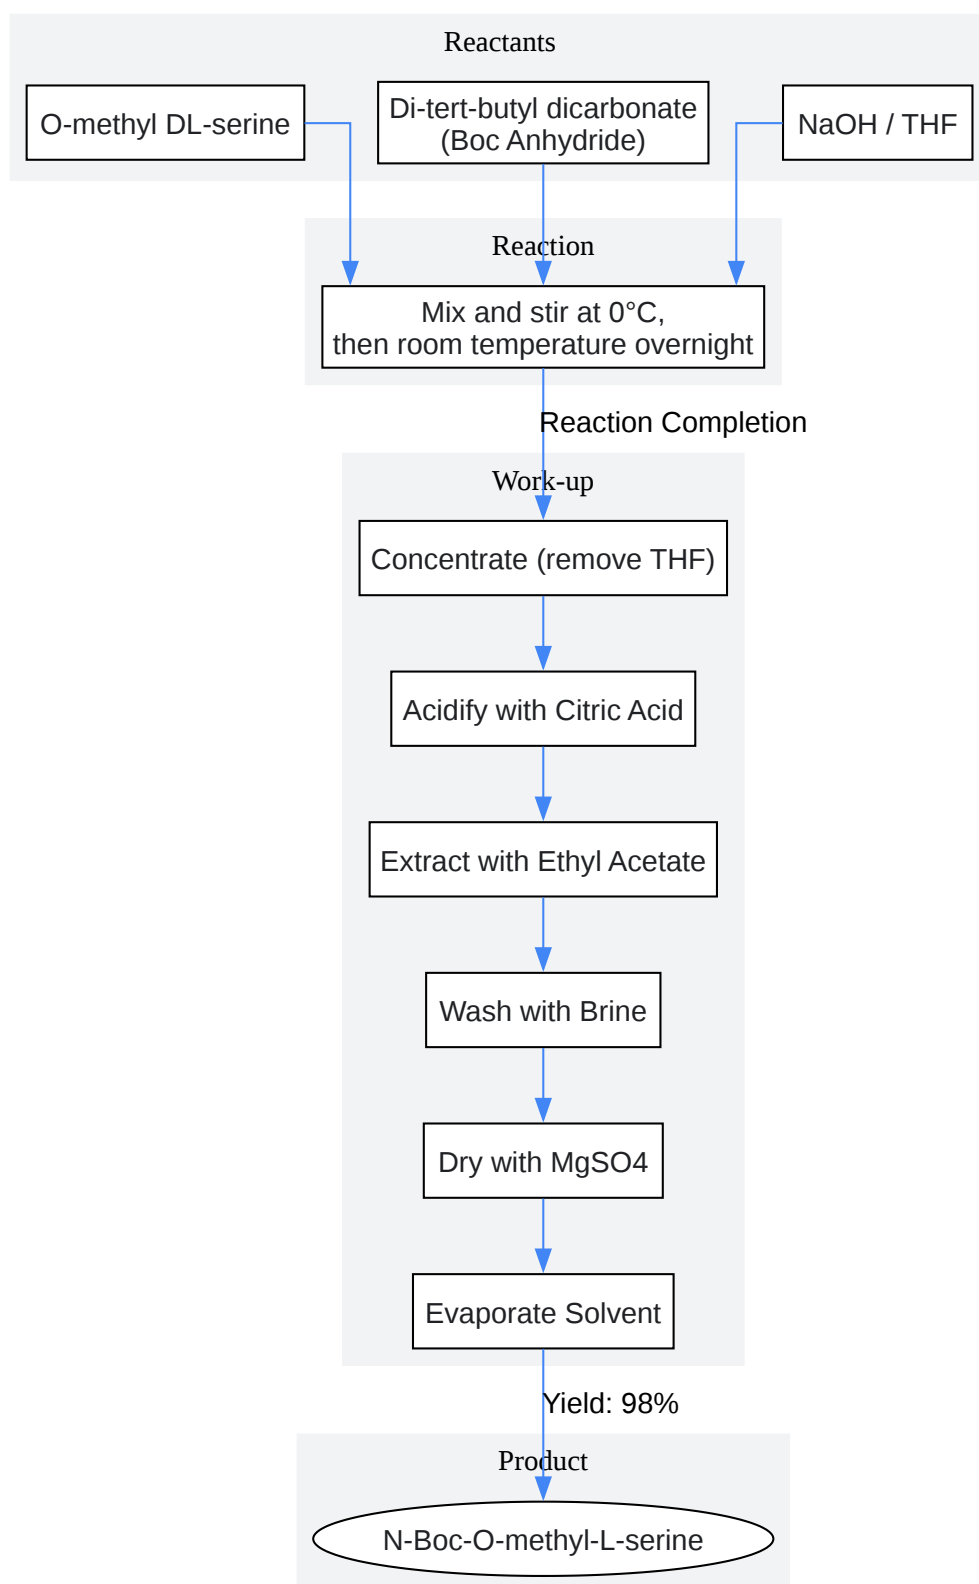 Reactants
O-methyl DL-serine
Di-tert-butyl dicarbonate
(Boc Anhydride)
NaOH / THF
Reaction
Mix and stir at 0°C,
then room temperature overnight
Reaction Completion
Work-up
Concentrate (remove THF)
Acidify with Citric Acid
Extract with Ethyl Acetate
Wash with Brine
Dry with MgSO4
Evaporate Solvent
Yield: 98%
Product
N-Boc-O-methyl-L-serine